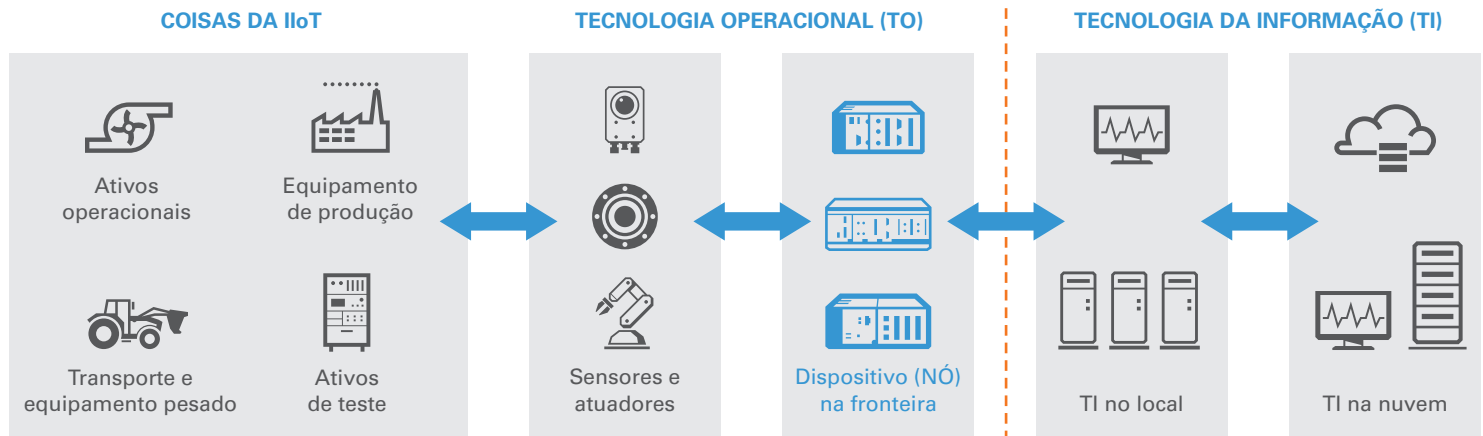 COISAS DA IIoT
TECNOLOGIA OPERACIONAL (TO)
TECNOLOGIA DA INFORMAÇÃO (TI)
Ativos
operacionais
Equipamento
de produção
Transporte e
equipamento pesado
Ativos
de teste
Sensores e
atuadores
Dispositivo (NÓ)
na fronteira
TI no local
TI na nuvem